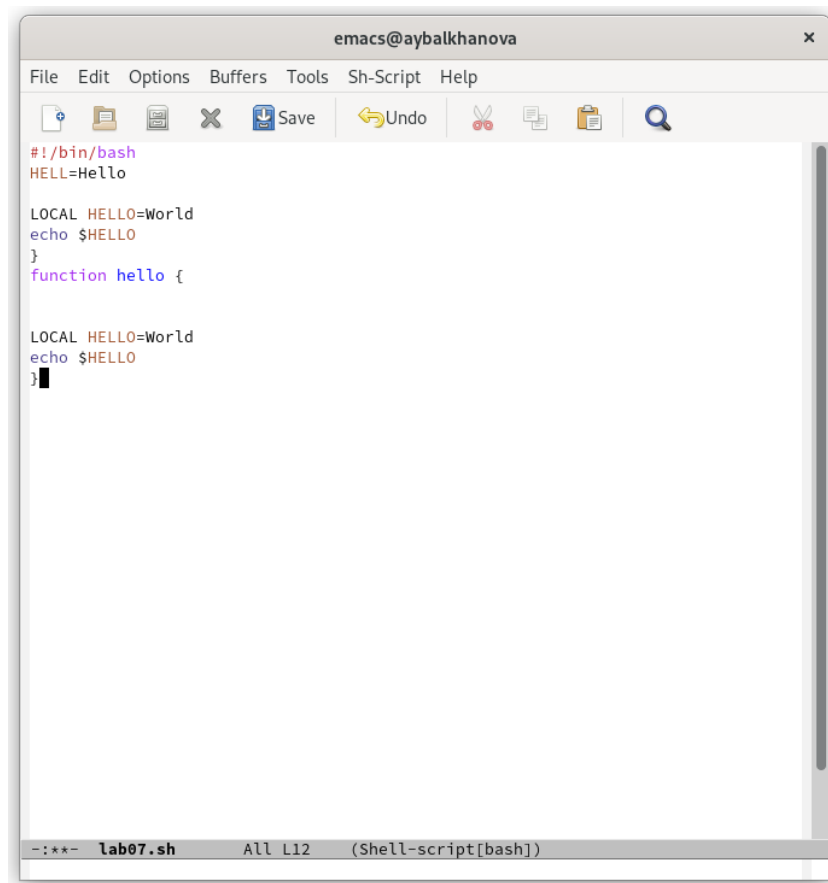 emacs@aybalkhanova
File Edit Options Buffers Tools Sh-Script Help
Save Undo
#!/bin/bash
HELL=Hello
LOCAL HELLO=World
echo $HELLO
}
function hello {
LOCAL HELLO=World
echo $HELLO
}
-:**- lab07.sh All L12 (Shell-script[bash])